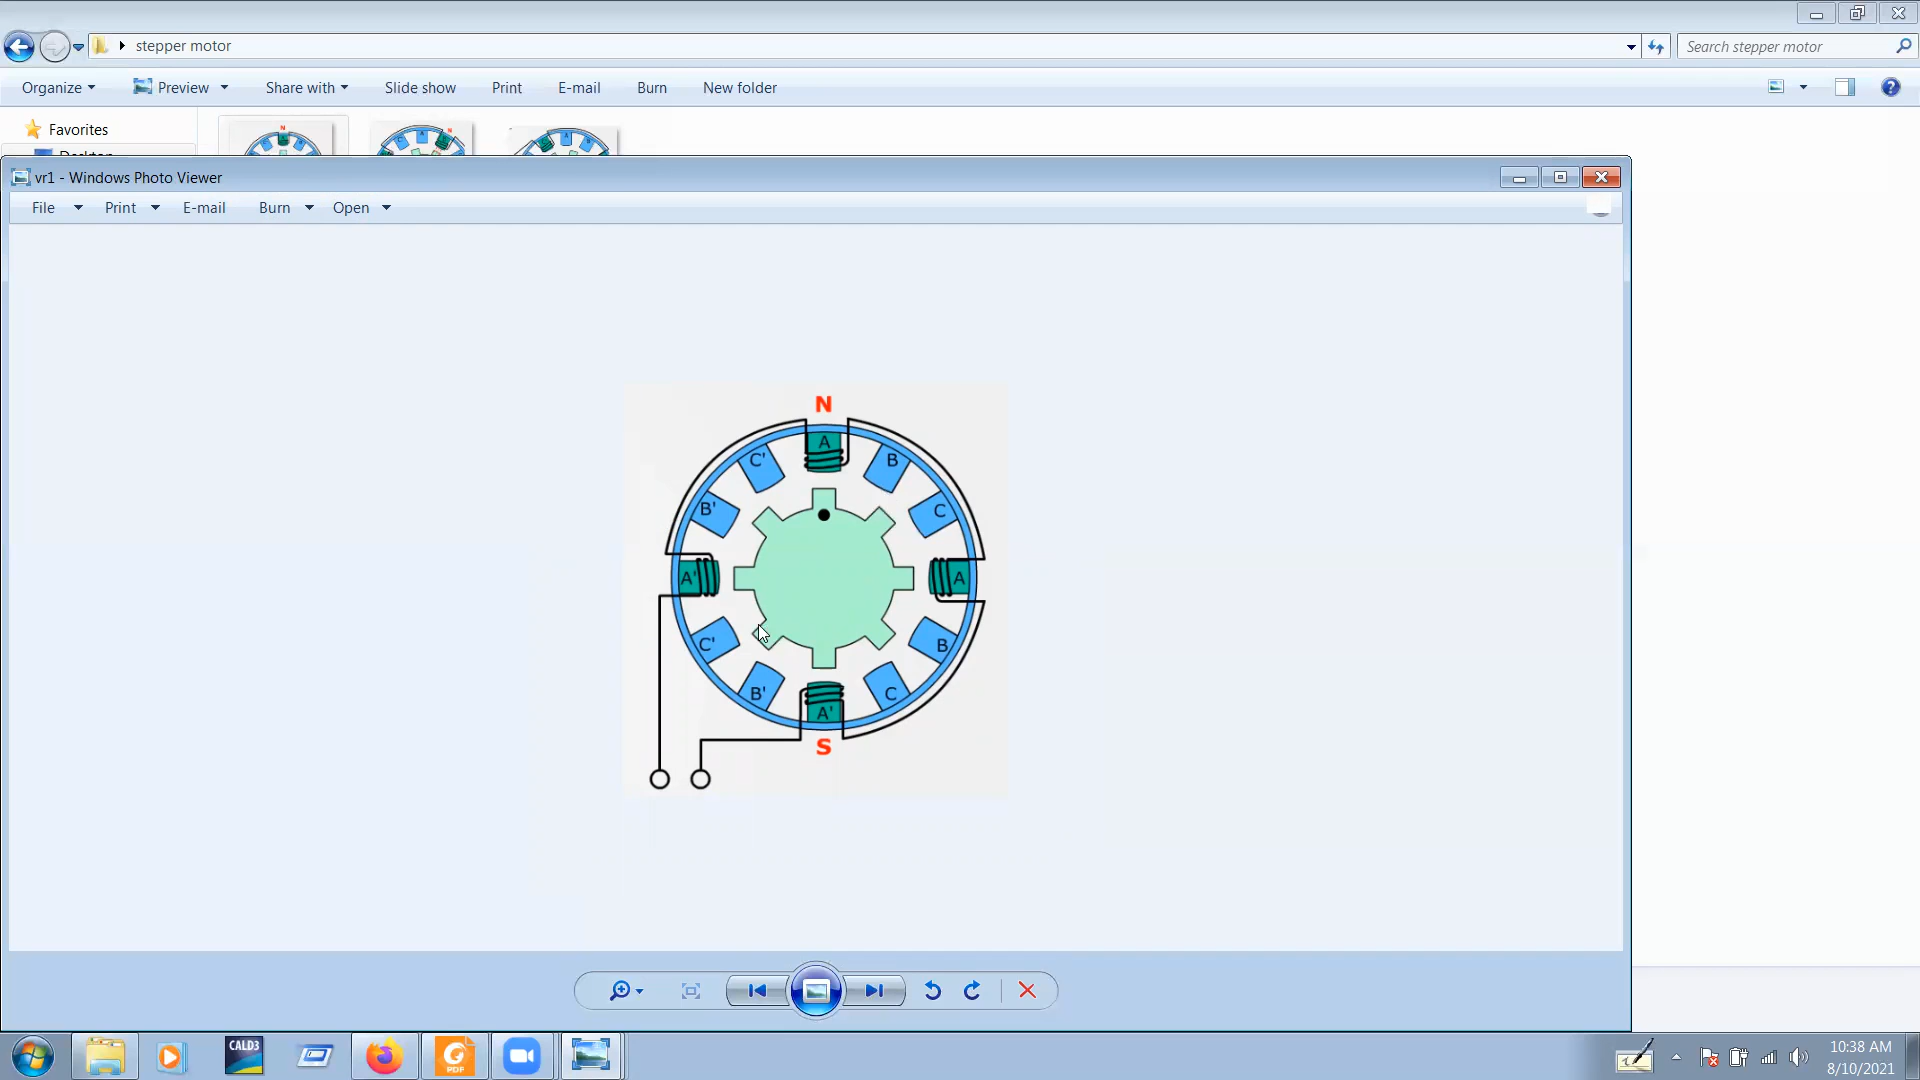 stepper motor
Search stepper motor
Organize
Preview
Share with
Slide show
Print
E-mail
Burn
New folder
Favorites
vr1 - Windows Photo Viewer
File
Print
E-mail
Burn
Open
N
A
C'
B
B'
C
A'
A
C'
B
B'
C
A'
S
CALD3
PDF
10:38 AM
8/10/2021